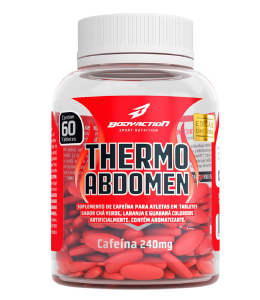 Contém
60
Tabletes
BODYACTION
SPORT NUTRITION
THERMO
ABDOMEN
SUPLEMENTO DE CAFEÍNA PARA ATLETAS EM TABLETES
SABOR CHÁ VERDE, LARANJA E GUARANÁ COLORIDOS
ARTIFICIALMENTE. CONTÉM AROMATIZANTE.
Cafeína 240mg